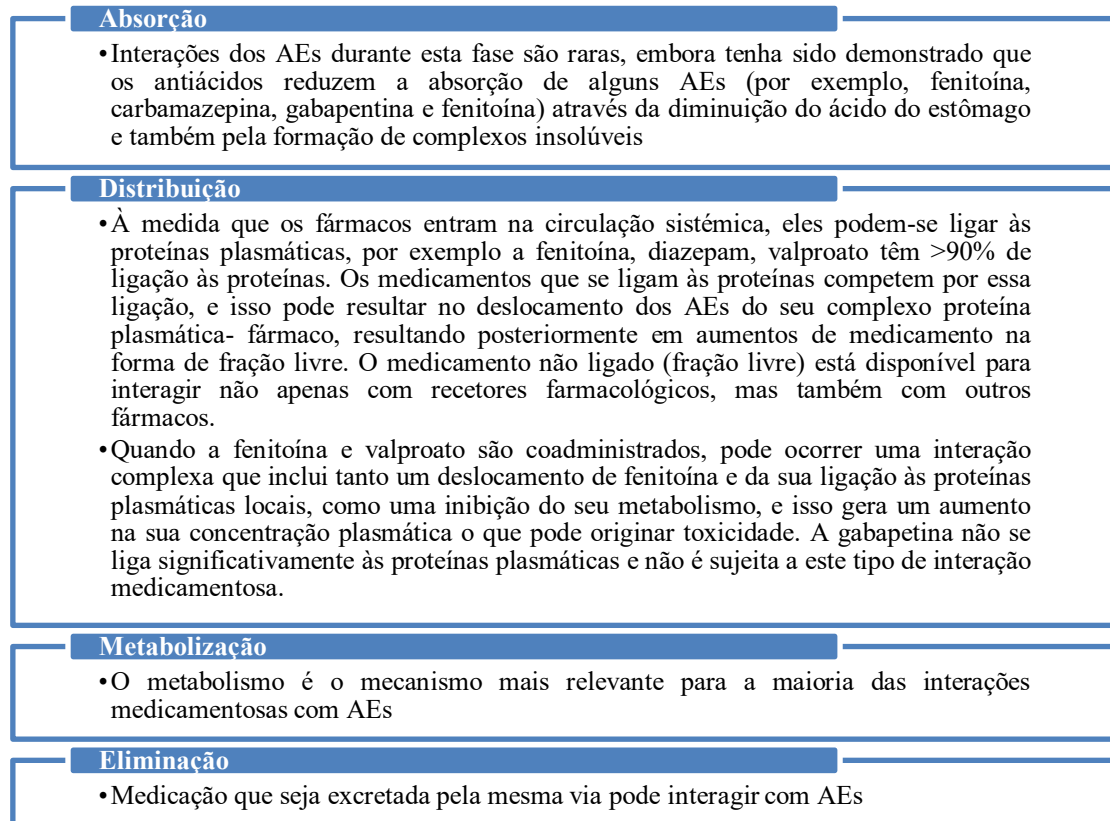 Absorção
•Interações dos AEs durante esta fase são raras, embora tenha sido demonstrado que
os antiácidos reduzem a absorção de alguns AEs (por exemplo, fenitoína,
carbamazepina, gabapentina e fenitoína) através da diminuição do ácido do estômago
e também pela formação de complexos insolúveis
Distribuição
•À medida que os fármacos entram na circulação sistémica, eles podem-se ligar às
proteínas plasmáticas, por exemplo a fenitoína, diazepam, valproato têm >90% de
ligação às proteínas. Os medicamentos que se ligam às proteínas competem por essa
ligação, e isso pode resultar no deslocamento dos AEs do seu complexo proteína
plasmática- fármaco, resultando posteriormente em aumentos de medicamento na
forma de fração livre. O medicamento não ligado (fração livre) está disponível para
interagir não apenas com recetores farmacológicos, mas também com outros
fármacos.
•Quando a fenitoína e valproato são coadministrados, pode ocorrer uma interação
complexa que inclui tanto um deslocamento de fenitoína e da sua ligação às proteínas
plasmáticas locais, como uma inibição do seu metabolismo, e isso gera um aumento
na sua concentração plasmática o que pode originar toxicidade. A gabapetina não se
liga significativamente às proteínas plasmáticas e não é sujeita a este tipo de interação
medicamentosa.
Metabolização
•O metabolismo é o mecanismo mais relevante para a maioria das interações
medicamentosas com AEs
Eliminação
•Medicação que seja excretada pela mesma via pode interagir com AEs